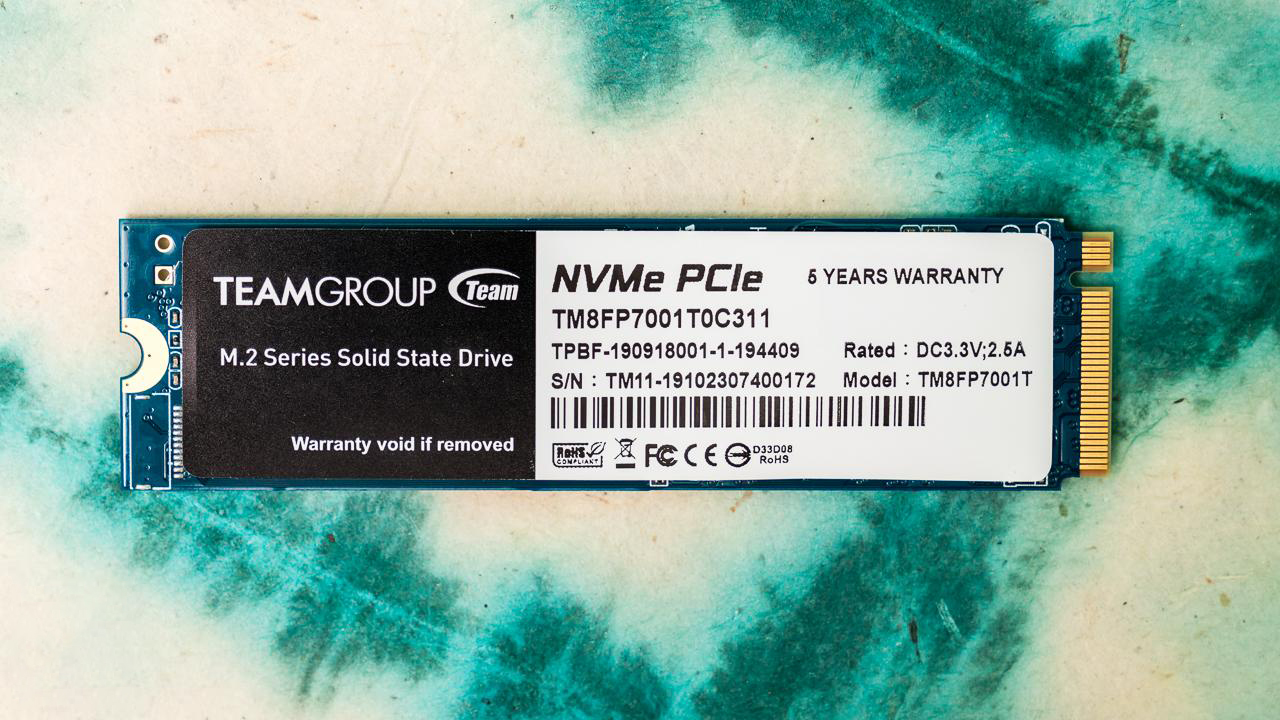 TEAMGROUP Team
M.2 Series Solid State Drive
Warranty void if removed
NVMe PCIe 5 YEARS WARRANTY
TM8FP7001T0C311
TPBF-190918001-1-194409 Rated : DC3.3V;2.5A
S/N : TM11-19102307400172 Model : TM8FP7001T
RoHS
COMPLIANT
FC CE
D33D08
RoHS